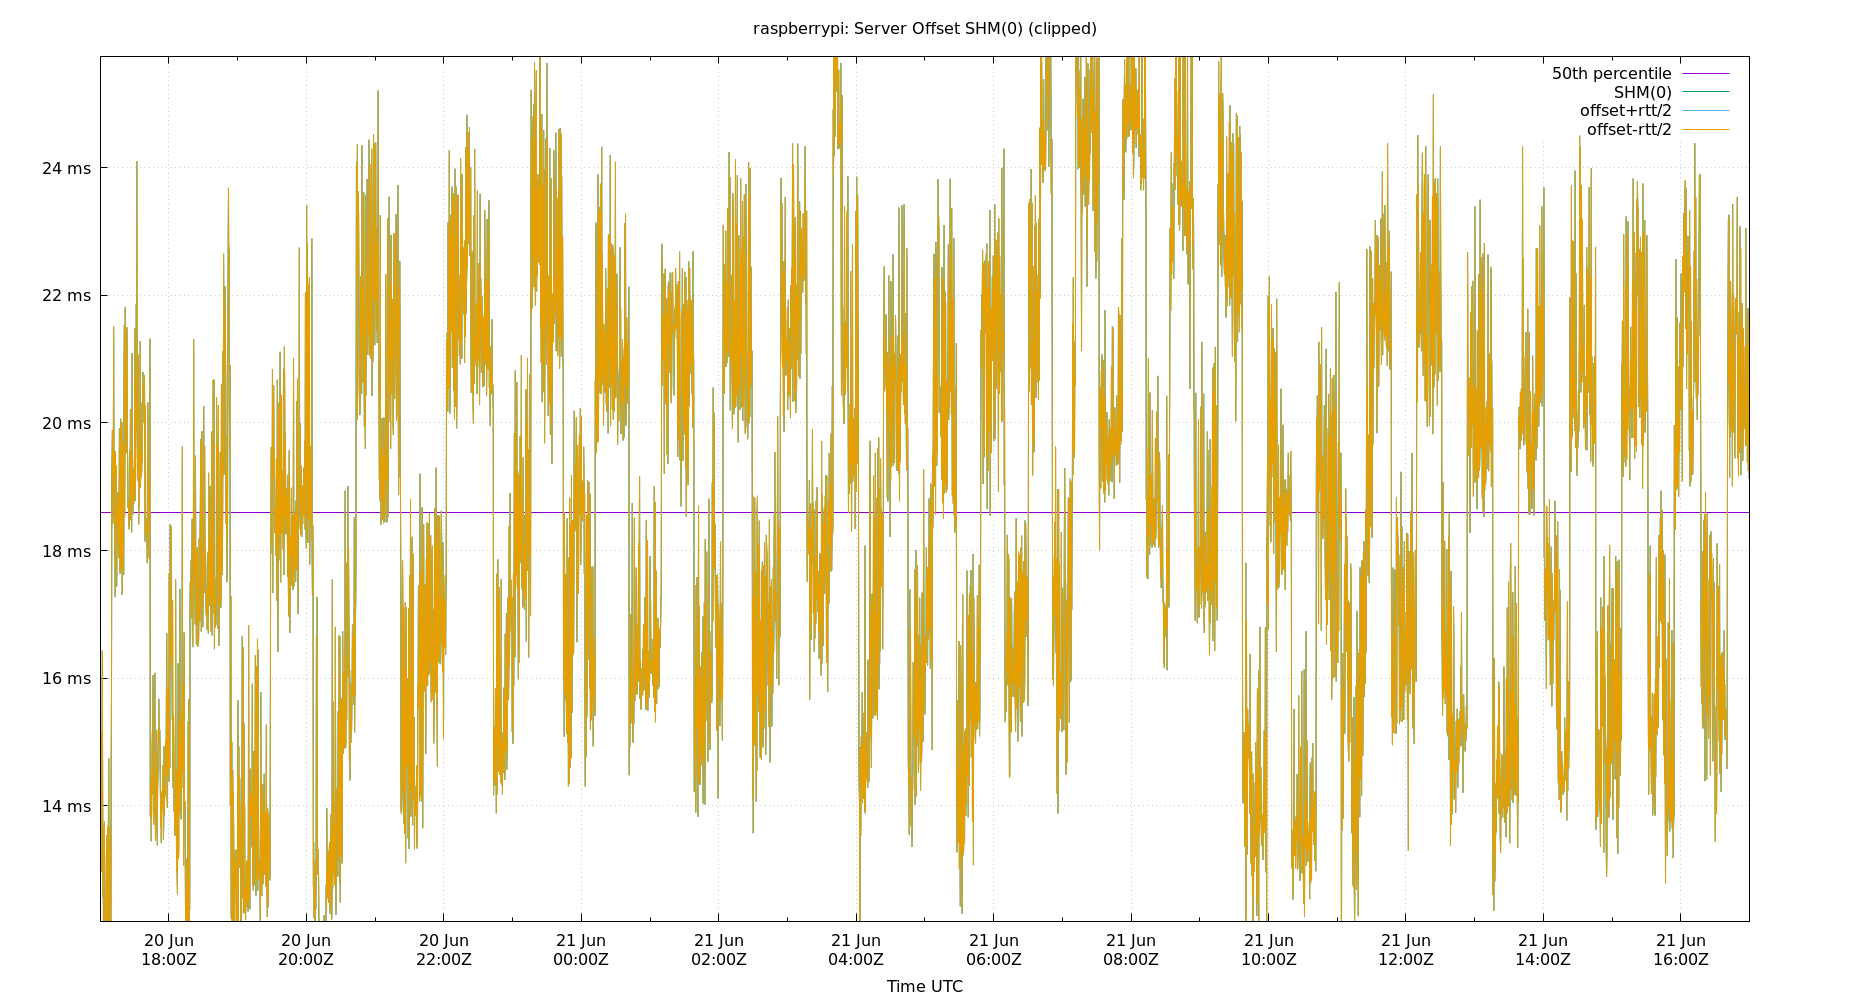 raspberrypi: Server Offset SHM(0) (clipped)
50th percentile
SHM(0)
offset+rtt/2
offset-rtt/2
24 ms
22 ms
20 ms
18 ms
16 ms
14 ms
20 Jun 20 Jun 20 Jun 21 Jun 21 Jun 21 Jun 21 Jun 21 Jun 21 Jun 21 Jun 21 Jun 21 Jun
18:00Z 20:00Z 22:00Z 00:00Z 02:00Z 04:00Z 06:00Z 08:00Z 10:00Z 12:00Z 14:00Z 16:00Z
Time UTC